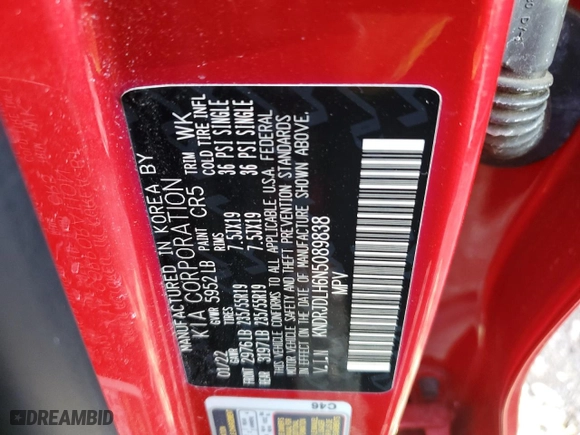 MANUFACTURED IN KOREA BY
KIA CORPORATION
01/22 GVWR 5952LB PAINT CR5 TRIM WK
GAWR TIRES RIMS COLD TIRE INFL
FRONT 2976LB 235/55R19 7.5JX19 36 PSI SINGLE
REAR 3197LB 235/55R19 7.5JX19 36 PSI SINGLE
THIS VEHICLE CONFORMS TO ALL APPLICABLE U.S.A. FEDERAL
MOTOR VEHICLE SAFETY AND THEFT PREVENTION STANDARDS
IN EFFECT ON THE DATE OF MANUFACTURE SHOWN ABOVE.
V.I.N KNDRJDLH6N5089838
MPV
C46
DREAMBID